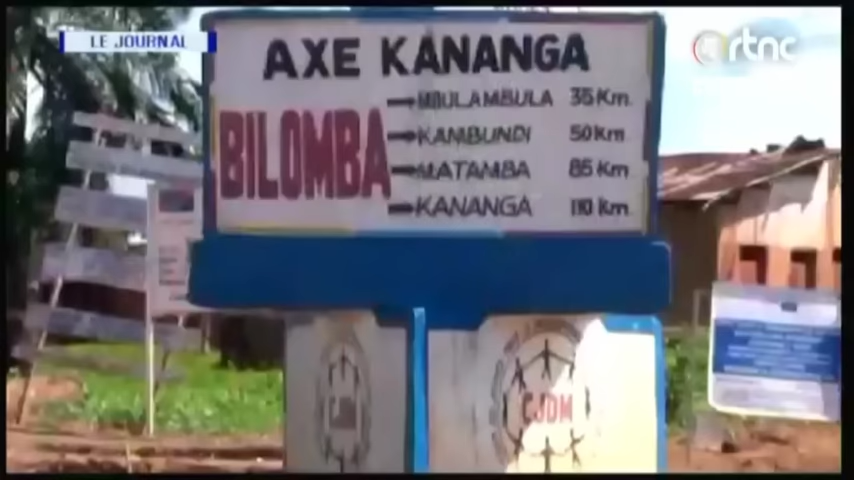 LE JOURNAL
rtnc
AXE KANANGA
BILOMBA
MBULAMBULA 35 Km
KAMBUNDI 50 Km
MATAMBA 85 Km
KANANGA 110 Km
CJDM
CJDM